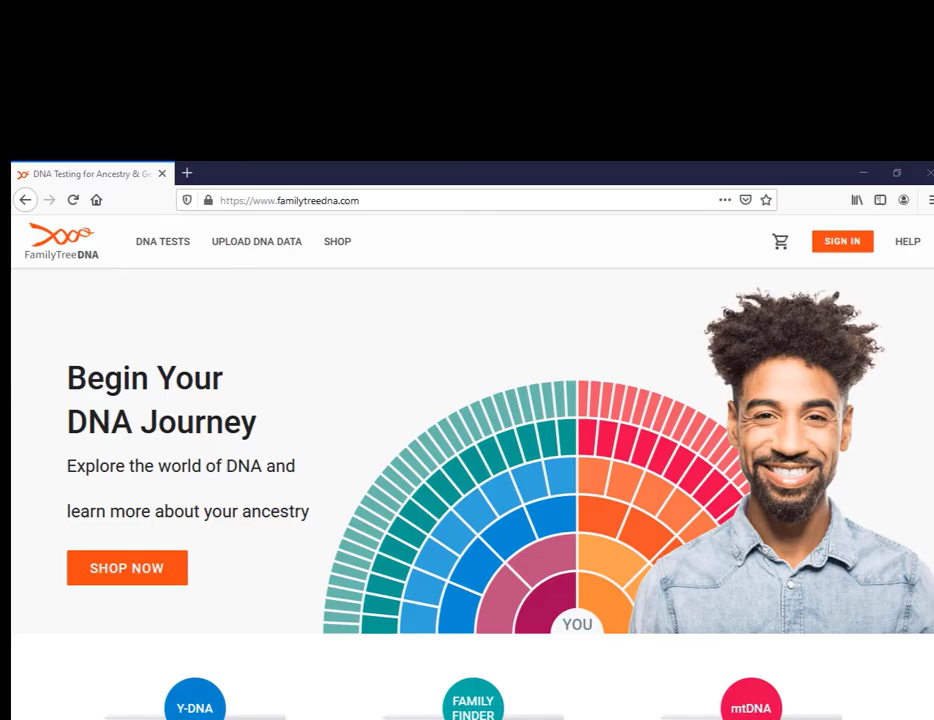 DNA Testing for Ancestry & Ge
https://www.familytreedna.com
FamilyTreeDNA
DNA TESTS
UPLOAD DNA DATA
SHOP
SIGN IN
HELP
Begin Your
DNA Journey
Explore the world of DNA and
learn more about your ancestry
SHOP NOW
YOU
Y-DNA
FAMILY
FINDER
mtDNA